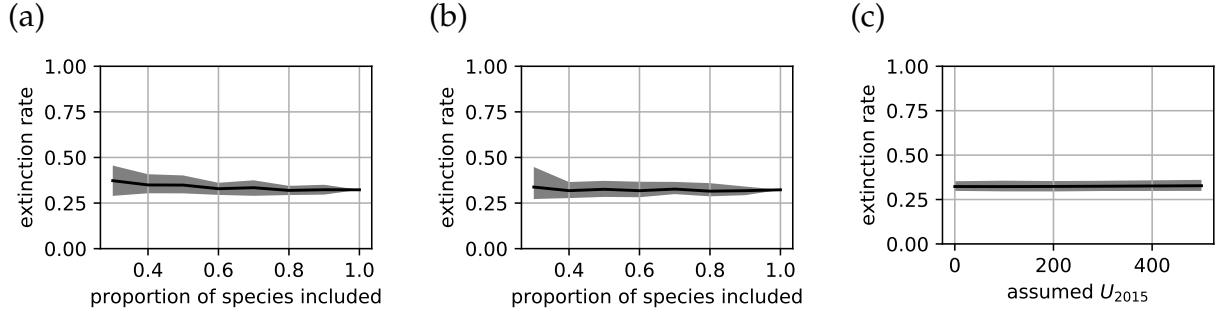 (a)
1.00
0.75
0.50
0.25
0.00
extinction rate
0.4 0.6 0.8 1.0
proportion of species included
(b)
1.00
0.75
0.50
0.25
0.00
extinction rate
0.4 0.6 0.8 1.0
proportion of species included
(c)
1.00
0.75
0.50
0.25
0.00
extinction rate
0 200 400
assumed U2015